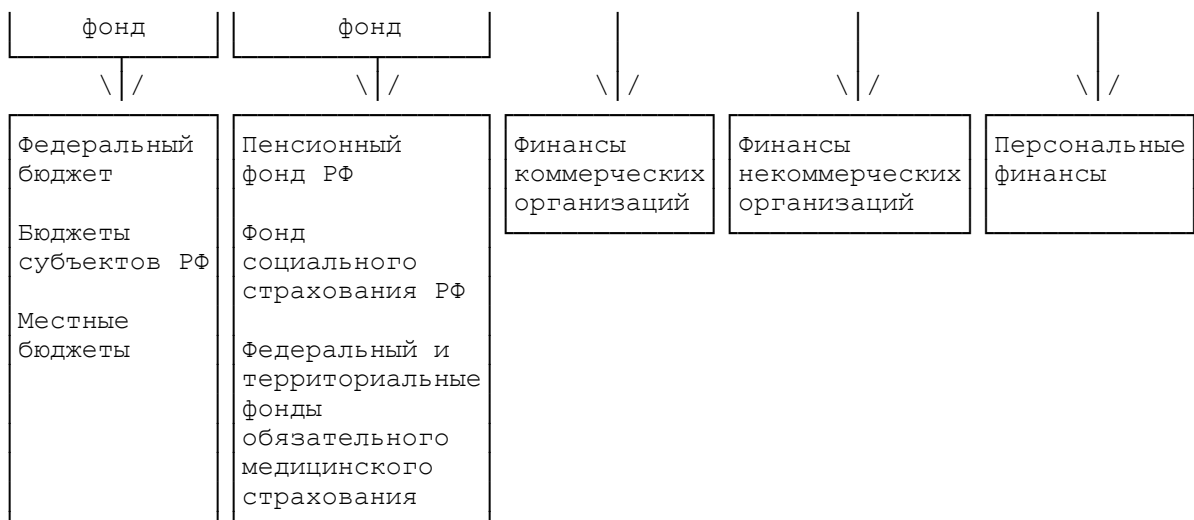 фонд
фонд
Федеральный
бюджет
Бюджеты
субъектов РФ
Местные
бюджеты
Пенсионный
фонд РФ
Фонд
социального
страхования РФ
Федеральный и
территориальные
фонды
обязательного
медицинского
страхования
Финансы
коммерческих
организаций
Финансы
некоммерческих
организаций
Персональные
финансы